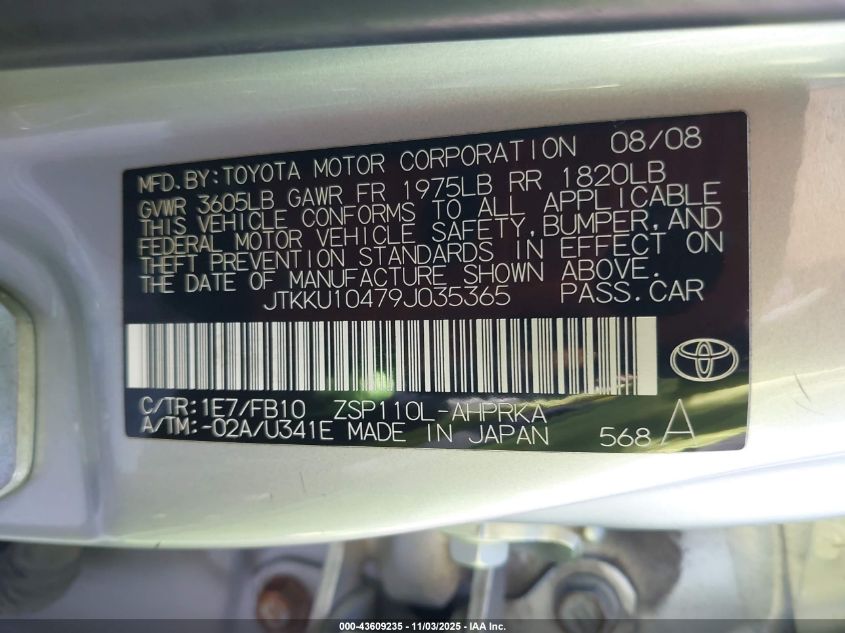 MFD.BY:TOYOTA MOTOR CORPORATION 08/08
GVWR 3605LB GAWR FR 1975LB RR 1820LB
THIS VEHICLE CONFORMS TO ALL APPLICABLE
FEDERAL MOTOR VEHICLE SAFETY,BUMPER,AND
THEFT PREVENTION STANDARDS IN EFFECT ON
THE DATE OF MANUFACTURE SHOWN ABOVE.
JTKKU10479J035365 PASS.CAR
C/TR:1E7/FB10 ZSP110L-AHPRKA
A/TM:-02A/U341E MADE IN JAPAN 568 A
000-43609235 - 11/03/2025 - IAA Inc.